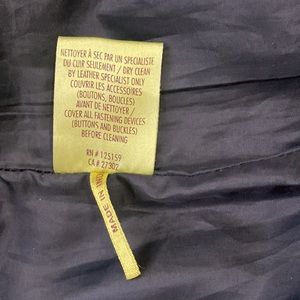 NETTOYER À SEC PAR UN SPÉCIALISTE
DU CUIR SEULEMENT / DRY CLEAN
BY LEATHER SPECIALIST ONLY
COUVRIR LES ACCESSOIRES
(BOUTONS, BOUCLES)
AVANT DE NETTOYER /
COVER ALL FASTENING DEVICES
(BUTTONS AND BUCKLES)
BEFORE CLEANING
RN # 125159
CA # 27302
MADE IN